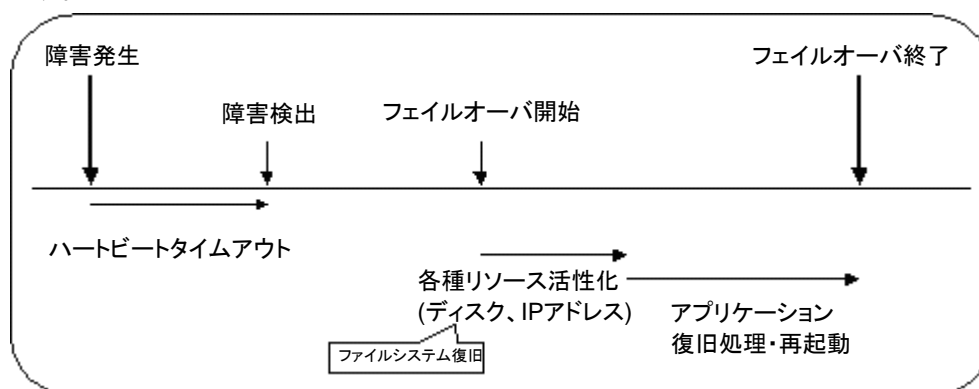 障害発生
フェイルオーバ終了
障害検出
フェイルオーバ開始
ハートビートタイムアウト
各種リソース活性化
(ディスク、IPアドレス)
アプリケーション
復旧処理・再起動
ファイルシステム復旧